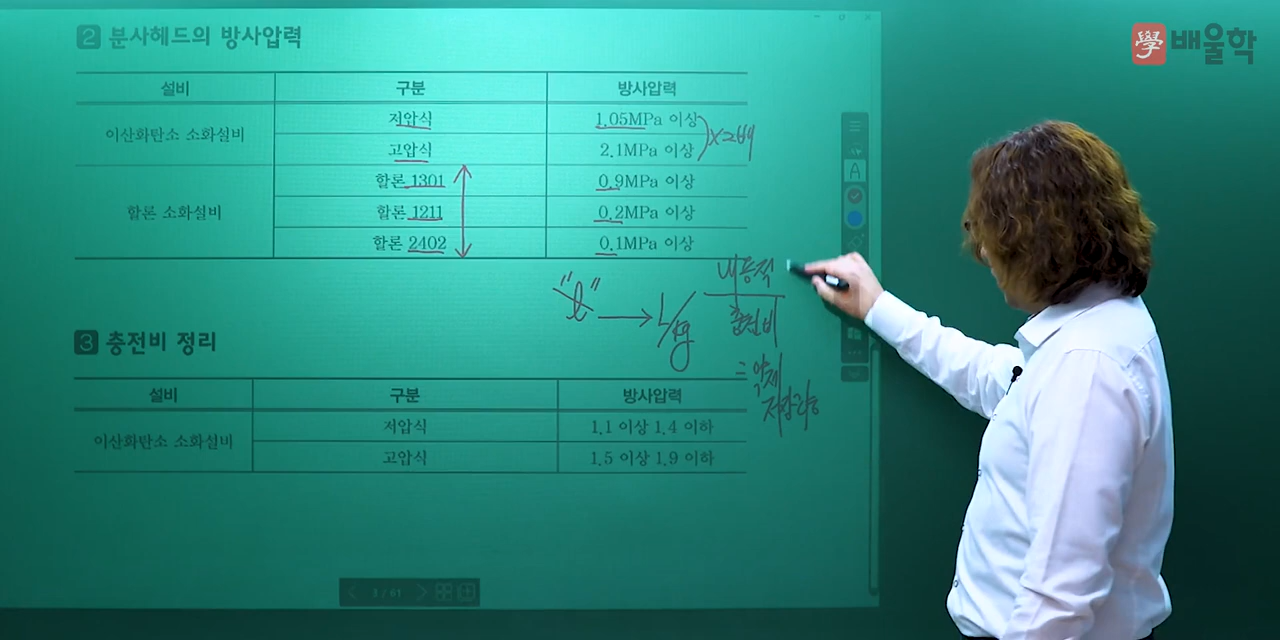 學 배울학
2 분사헤드의 방사압력
설비 구분 방사압력
이산화탄소 소화설비 저압식 1.05MPa 이상
고압식 2.1MPa 이상
)×2배
할론 소화설비 할론 1301 0.9MPa 이상
할론 1211 0.2MPa 이상
할론 2402 0.1MPa 이상
"ℓ" → L/kg 내용적
충전비
= 약제
저장량
3 충전비 정리
설비 구분 방사압력
이산화탄소 소화설비 저압식 1.1 이상 1.4 이하
고압식 1.5 이상 1.9 이하
3 / 61